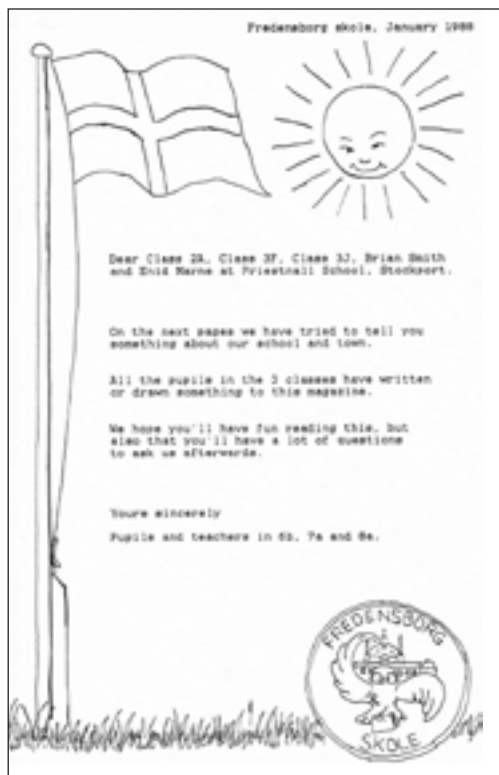 Fredensborg skole, January 1988
Dear Class 2A, Class 3F, Class 3J, Brian Smith
and Enid Marne at Priestnall School, Stockport.
On the next pages we have tried to tell you
something about our school and town.
All the pupils in the 3 classes have written
or drawn something to this magazine.
We hope you'll have fun reading this, but
also that you'll have a lot of questions
to ask us afterwards.
Yours sincerely
Pupils and teachers in 6b, 7a and 8a.
FREDENSBORG
SKOLE